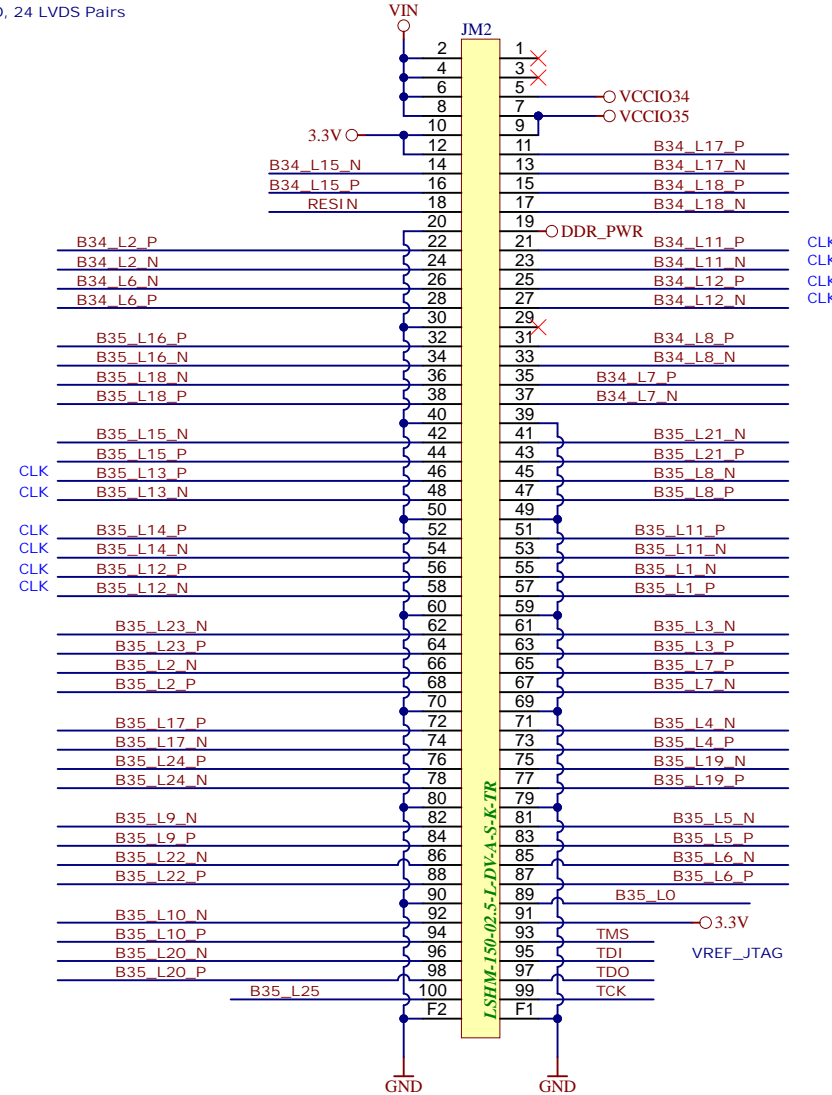 ), 24 LVDS Pairs
VIN
JM2
2 1
4 3
6 5 VCCIO34
8 7 VCCIO35
3.3V 10 9
12 11 B34_L17_P
B34_L15_N 14 13 B34_L17_N
B34_L15_P 16 15 B34_L18_P
RESIN 18 17 B34_L18_N
20 19 DDR_PWR
B34_L2_P 22 21 B34_L11_P CLK
B34_L2_N 24 23 B34_L11_N CLK
B34_L6_N 26 25 B34_L12_P CLK
B34_L6_P 28 27 B34_L12_N CLK
30 29
B35_L16_P 32 31 B34_L8_P
B35_L16_N 34 33 B34_L8_N
B35_L18_N 36 35 B34_L7_P
B35_L18_P 38 37 B34_L7_N
40 39
B35_L15_N 42 41 B35_L21_N
B35_L15_P 44 43 B35_L21_P
CLK B35_L13_P 46 45 B35_L8_N
CLK B35_L13_N 48 47 B35_L8_P
50 49
CLK B35_L14_P 52 51 B35_L11_P
CLK B35_L14_N 54 53 B35_L11_N
CLK B35_L12_P 56 55 B35_L1_N
CLK B35_L12_N 58 57 B35_L1_P
60 59
B35_L23_N 62 61 B35_L3_N
B35_L23_P 64 63 B35_L3_P
B35_L2_N 66 65 B35_L7_P
B35_L2_P 68 67 B35_L7_N
70 69
B35_L17_P 72 71 B35_L4_N
B35_L17_N 74 73 B35_L4_P
B35_L24_P 76 75 B35_L19_N
B35_L24_N 78 77 B35_L19_P
80 79
B35_L9_N 82 81 B35_L5_N
B35_L9_P 84 83 B35_L5_P
B35_L22_N 86 85 B35_L6_N
B35_L22_P 88 87 B35_L6_P
90 89 B35_L0
B35_L10_N 92 91 3.3V
B35_L10_P 94 93 TMS
B35_L20_N 96 95 TDI VREF_JTAG
B35_L20_P 98 97 TDO
B35_L25 100 99 TCK
F2 F1
LSHM-150-02.5-L-DV-A-S-K-TR
GND GND